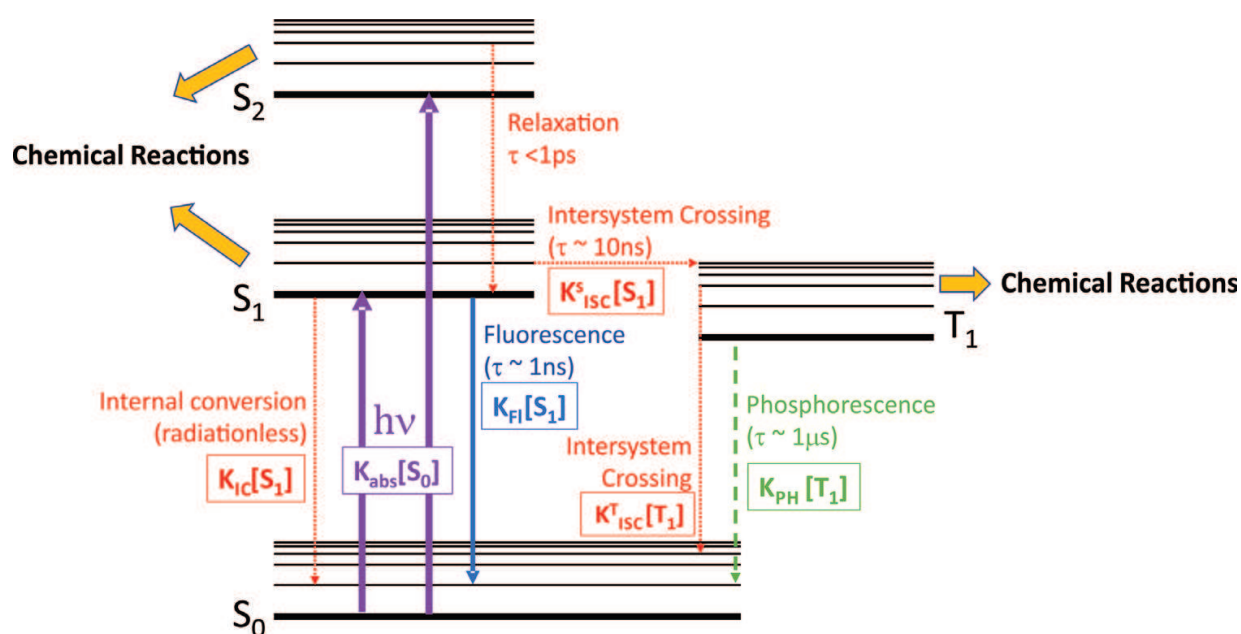 S2
Chemical Reactions
Relaxation
τ <1ps
Intersystem Crossing
(τ ~ 10ns)
KsISC[S1]
S1
Chemical Reactions
T1
Fluorescence
(τ ~ 1ns)
KFl[S1]
Internal conversion
(radiationless)
KIC[S1]
hν
Kabs[S0]
Intersystem
Crossing
KTISC[T1]
Phosphorescence
(τ ~ 1μs)
KPH [T1]
S0